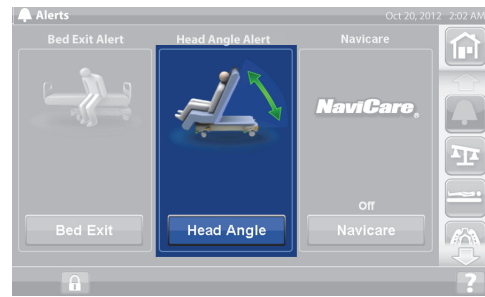 Alerts
Oct 20, 2012 2:02 AM
Bed Exit Alert
Head Angle Alert
Navicare
NaviCare®
Off
Bed Exit
Head Angle
Navicare
?